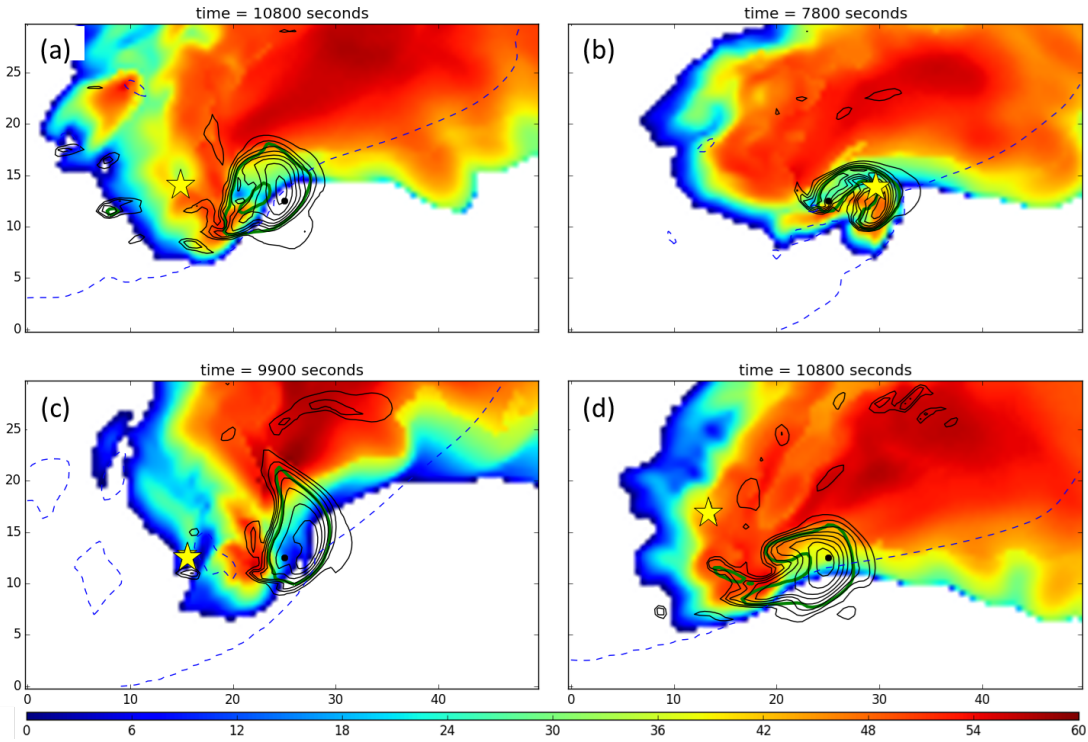 time = 10800 seconds
time = 7800 seconds
(a)
(b)
25
20
15
10
5
0
time = 9900 seconds
time = 10800 seconds
(c)
(d)
25
20
15
10
5
0
0 10 20 30 40
10 20 30 40
0 6 12 18 24 30 36 42 48 54 60